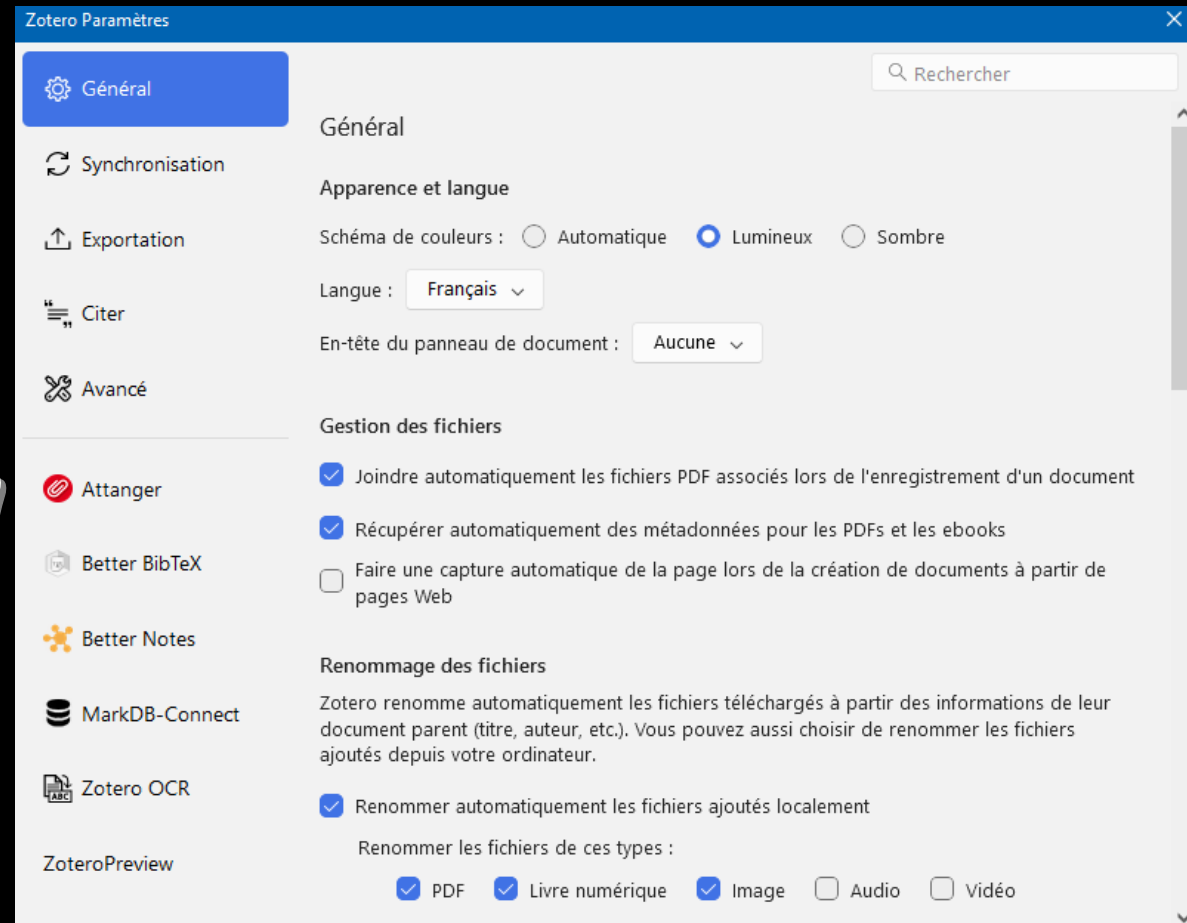 Zotero Paramètres
Général
Synchronisation
Exportation
Citer
Avancé
Attanger
Better BibTeX
Better Notes
MarkDB-Connect
Zotero OCR
ZoteroPreview
Rechercher
Général
Apparence et langue
Schéma de couleurs : Automatique Lumineux Sombre
Langue : Français
En-tête du panneau de document : Aucune
Gestion des fichiers
Joindre automatiquement les fichiers PDF associés lors de l'enregistrement d'un document
Récupérer automatiquement des métadonnées pour les PDFs et les ebooks
Faire une capture automatique de la page lors de la création de documents à partir de
pages Web
Renommage des fichiers
Zotero renomme automatiquement les fichiers téléchargés à partir des informations de leur
document parent (titre, auteur, etc.). Vous pouvez aussi choisir de renommer les fichiers
ajoutés depuis votre ordinateur.
Renommer automatiquement les fichiers ajoutés localement
Renommer les fichiers de ces types :
PDF Livre numérique Image Audio Vidéo